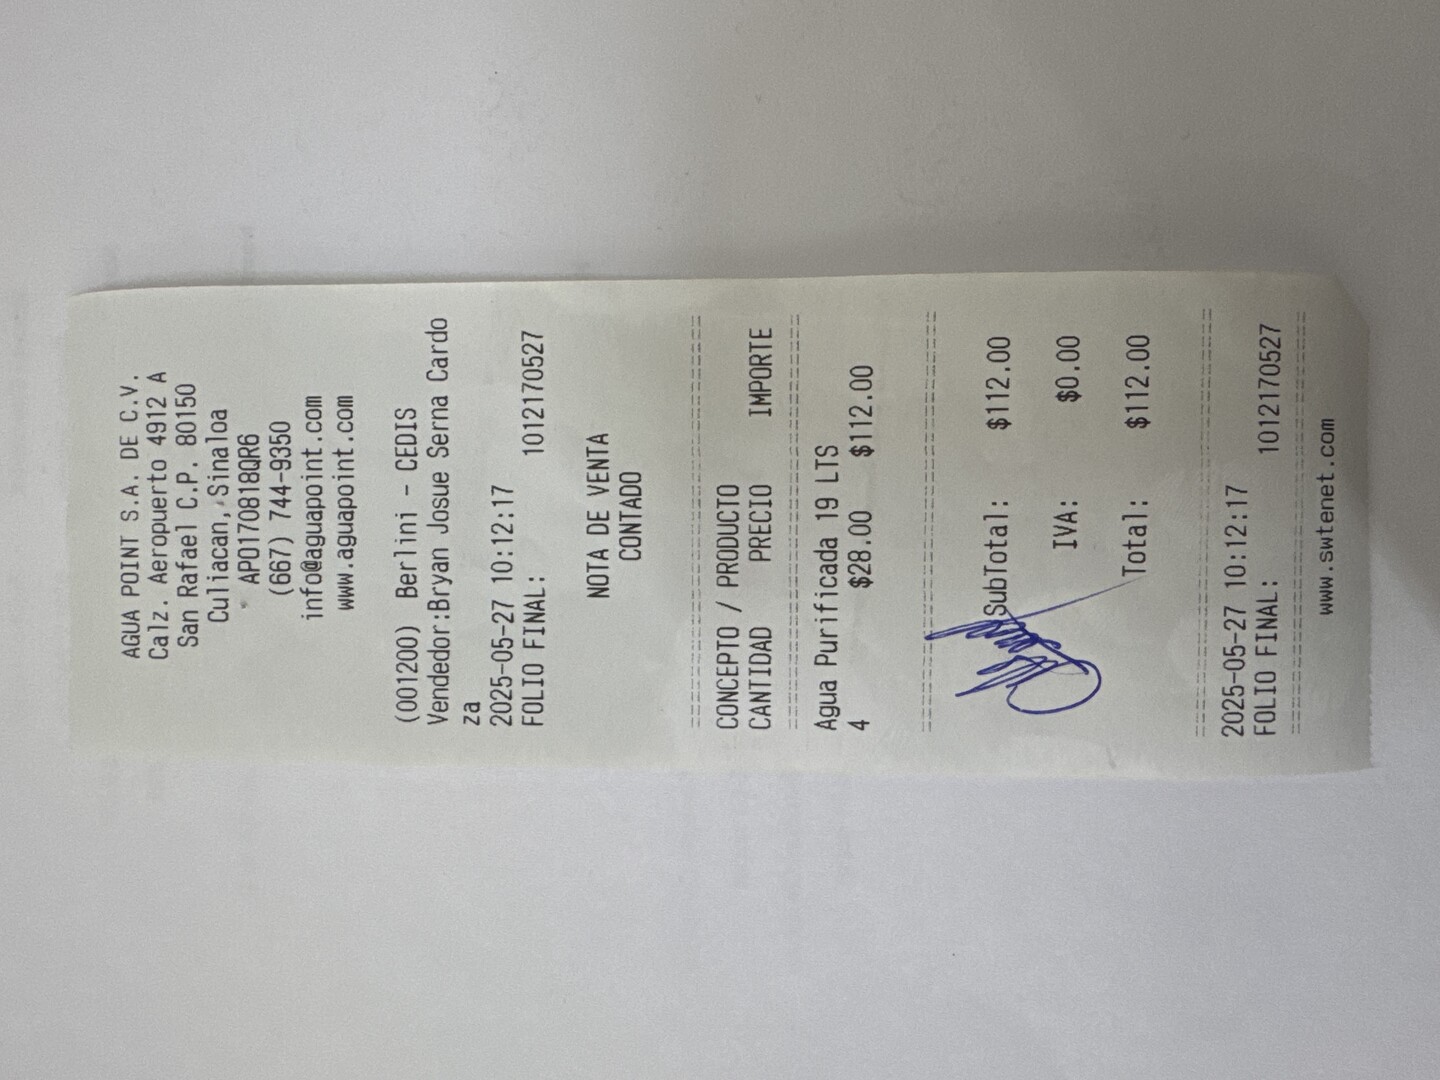 AGUA POINT S.A. DE C.V.
Calz. Aeropuerto 4912 A
San Rafael C.P. 80150
Culiacan, Sinaloa
APO170818QR6
(667) 744-9350
info@aguapoint.com
www.aguapoint.com
(001200) Berlini - CEDIS
Vendedor:Bryan Josue Serna Cardo
za
2025-05-27 10:12:17
FOLIO FINAL: 1012170527
NOTA DE VENTA
CONTADO
CONCEPTO / PRODUCTO
CANTIDAD PRECIO IMPORTE
Agua Purificada 19 LTS
4 $28.00 $112.00
SubTotal: $112.00
IVA: $0.00
Total: $112.00
2025-05-27 10:12:17
FOLIO FINAL: 1012170527
www.swtenet.com